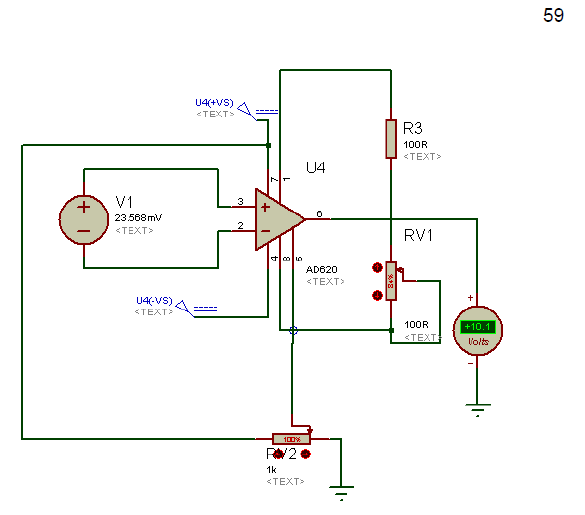 59
U4(+VS)
<TEXT>
R3
100R
<TEXT>
U4
7
1
V1
23.568mV
<TEXT>
3
2
6
RV1
4
8
5
AD620
<TEXT>
U4(-VS)
<TEXT>
100R
<TEXT>
+
+10.1
Volts
-
100%
RV2
1k
<TEXT>